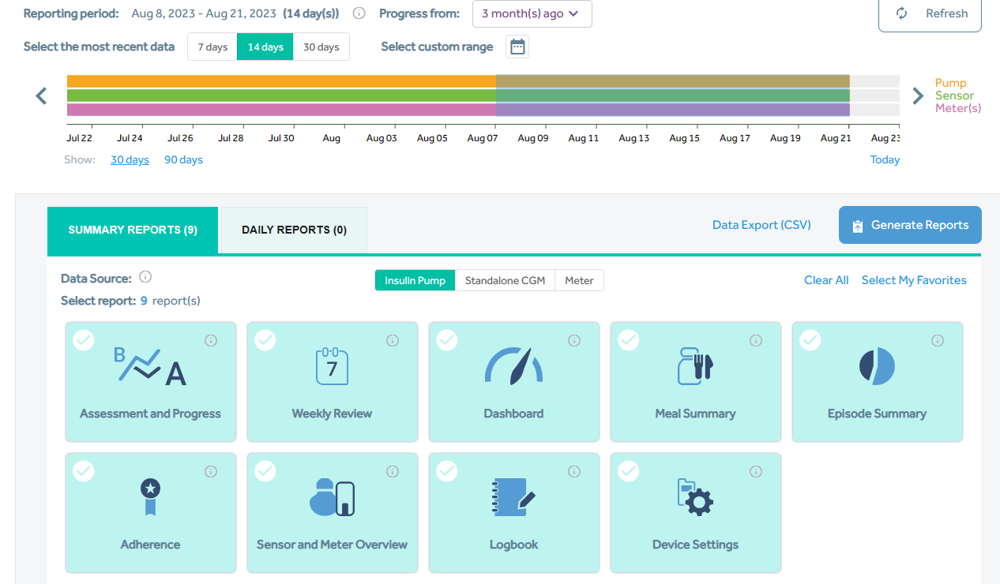 Reporting period: Aug 8, 2023 - Aug 21, 2023 (14 day(s)) Progress from: 3 month(s) ago Refresh
Select the most recent data 7 days 14 days 30 days Select custom range
Pump
Sensor
Meter(s)
Jul 22 Jul 24 Jul 26 Jul 28 Jul 30 Aug Aug 03 Aug 05 Aug 07 Aug 09 Aug 11 Aug 13 Aug 15 Aug 17 Aug 19 Aug 21 Aug 23
Show: 30 days 90 days Today
SUMMARY REPORTS (9) DAILY REPORTS (0) Data Export (CSV) Generate Reports
Data Source: Insulin Pump Standalone CGM Meter Clear All Select My Favorites
Select report: 9 report(s)
B A 7
Assessment and Progress Weekly Review Dashboard Meal Summary Episode Summary
Adherence Sensor and Meter Overview Logbook Device Settings